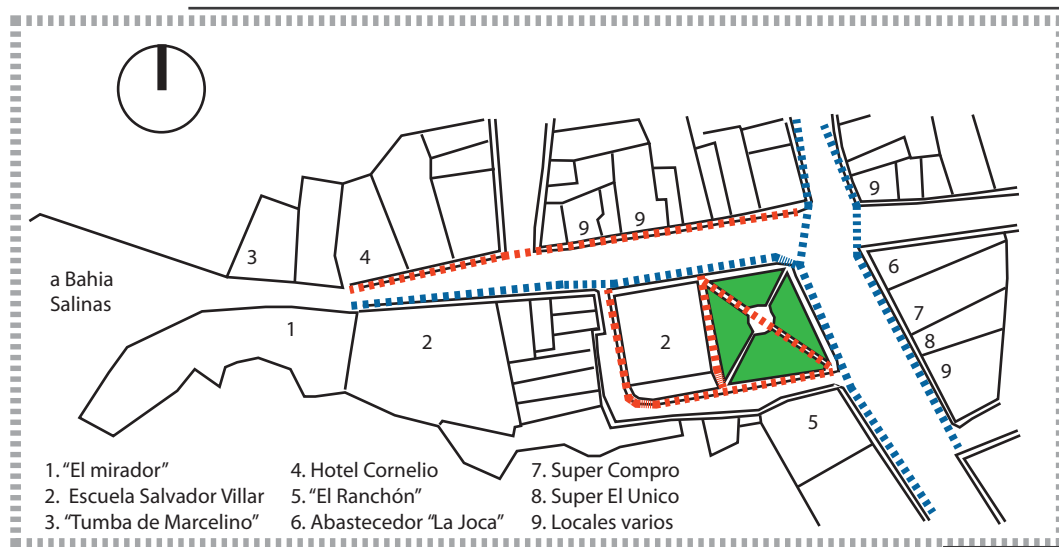 9
9
9
3
4
6
a Bahia
Salinas
7
1
2
2
8
9
5
1. “El mirador”
2. Escuela Salvador Villar
3. “Tumba de Marcelino”
4. Hotel Cornelio
5. “El Ranchón”
6. Abastecedor “La Joca”
7. Super Compro
8. Super El Unico
9. Locales varios